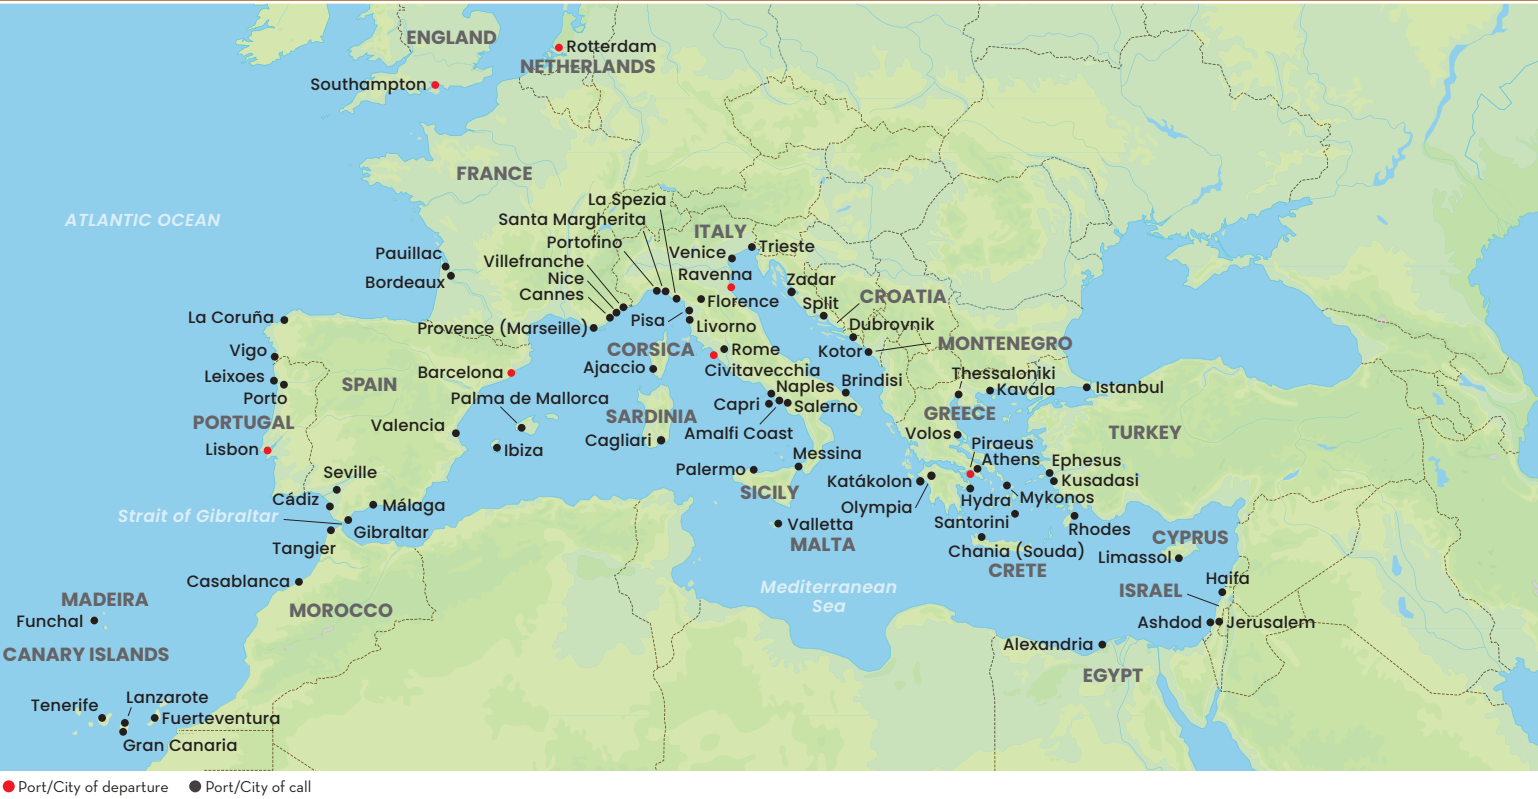 ENGLAND
Rotterdam
NETHERLANDS
Southampton
FRANCE
La Spezia
ATLANTIC OCEAN
Santa Margherita
ITALY
Portofino
Venice
Trieste
Pauillac
Villefranche
Ravenna
Bordeaux
Nice
Zadar
Cannes
Florence
Split
CROATIA
La Coruña
Pisa
Livorno
Dubrovnik
Provence (Marseille)
MONTENEGRO
Vigo
CORSICA
Rome
Kotor
Ajaccio
Civitavecchia
Barcelona
Thessaloniki
Leixoes
SPAIN
Naples
Brindisi
Kavala
Istanbul
Porto
Palma de Mallorca
Capri
Salerno
PORTUGAL
SARDINIA
GREECE
Valencia
Amalfi Coast
Volos
TURKEY
Lisbon
Ibiza
Cagliari
Piraeus
Messina
Athens
Ephesus
Seville
Palermo
Katákolon
Kusadasi
SICILY
Cádiz
Málaga
Olympia
Hydra
Mykonos
Strait of Gibraltar
Valletta
Santorini
Gibraltar
Rhodes
MALTA
CYPRUS
Tangier
Chania (Souda)
Limassol
CRETE
Casablanca
Haifa
Mediterranean
Sea
ISRAEL
MADEIRA
MOROCCO
Funchal
Ashdod
Jerusalem
Alexandria
CANARY ISLANDS
EGYPT
Lanzarote
Tenerife
Fuerteventura
Gran Canaria
Port/City of departure
Port/City of call